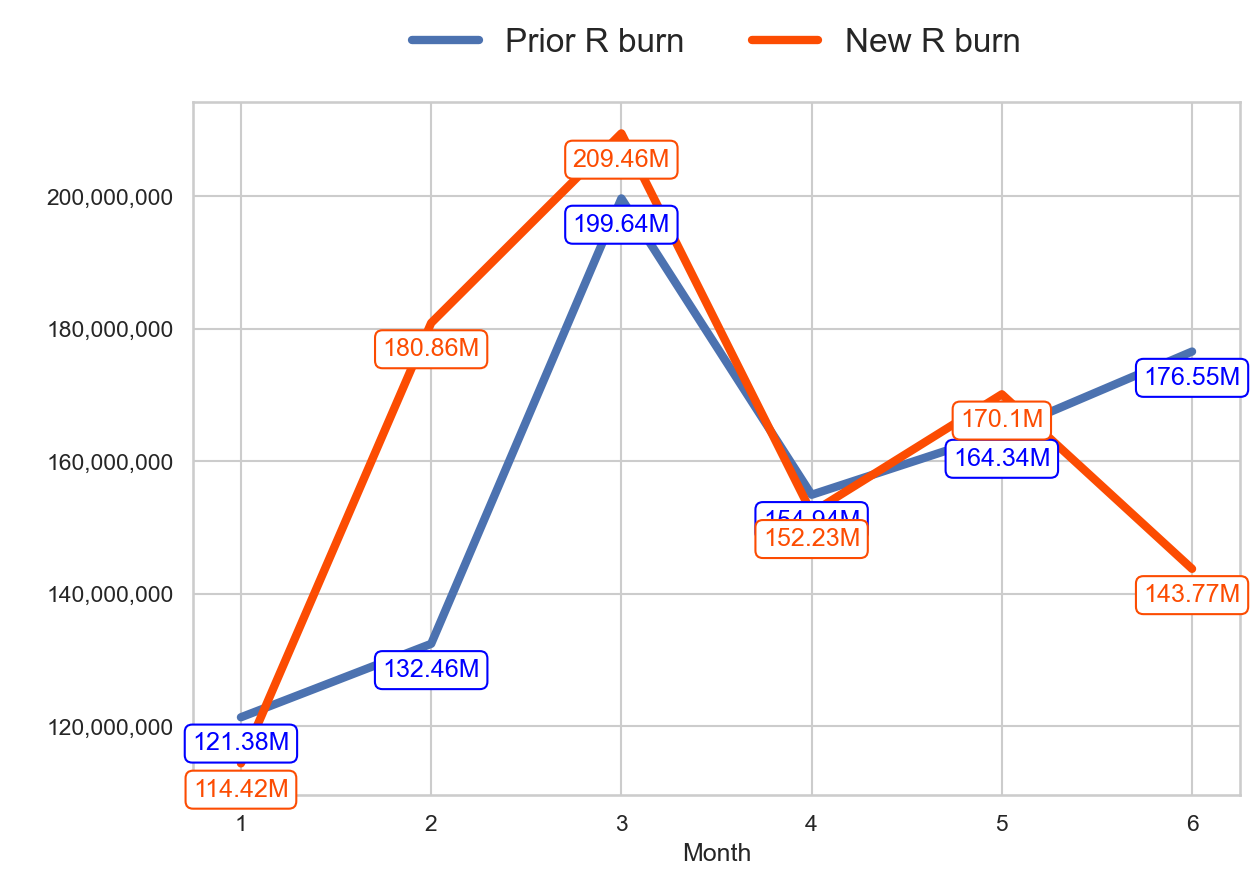 Prior R burn New R burn
209.46M
200,000,000
199.64M
180,000,000
180.86M
176.55M
170.1M
160,000,000
164.34M
154.94M
152.23M
140,000,000
143.77M
132.46M
120,000,000
121.38M
114.42M
1 2 3 4 5 6
Month